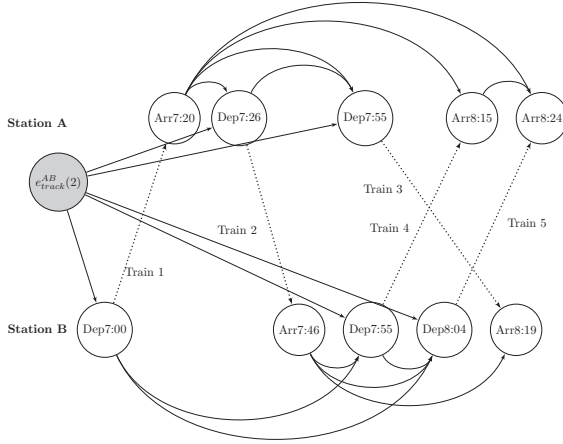 Station A
Arr7:20
Dep7:26
Dep7:55
Arr8:15
Arr8:24
e_{track}^{AB}(2)
Train 3
Train 4
Train 2
Train 5
Train 1
Station B
Dep7:00
Arr7:46
Dep7:55
Dep8:04
Arr8:19